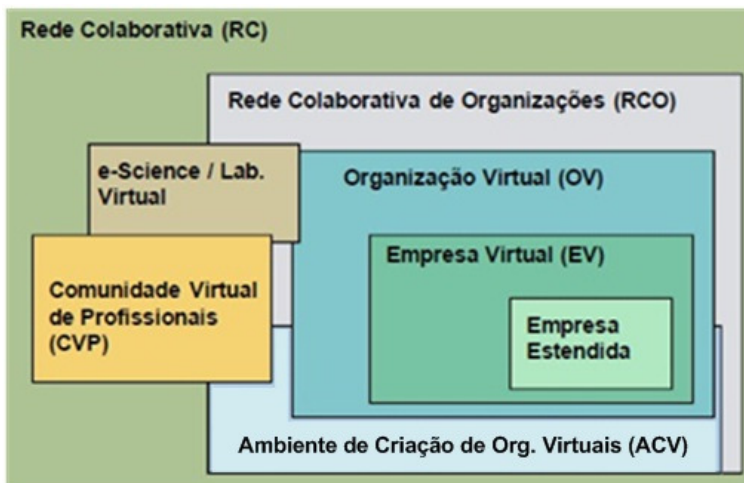 Rede Colaborativa (RC)
Rede Colaborativa de Organizações (RCO)
e-Science / Lab.
Virtual
Organização Virtual (OV)
Empresa Virtual (EV)
Comunidade Virtual
de Profissionais
(CVP)
Empresa
Estendida
Ambiente de Criação de Org. Virtuais (ACV)